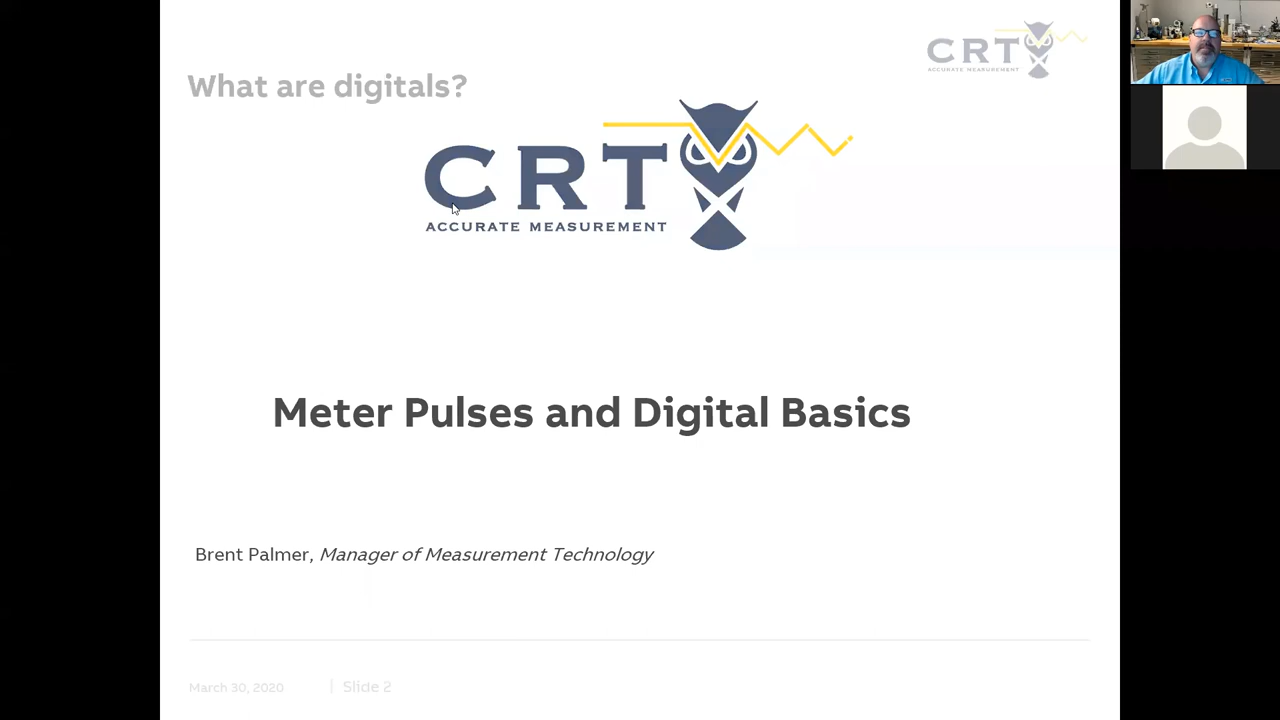 What are digitals?
CRT
ACCURATE MEASUREMENT
CRT
ACCURATE MEASUREMENT
Meter Pulses and Digital Basics
Brent Palmer, Manager of Measurement Technology
March 30, 2020 | Slide 2